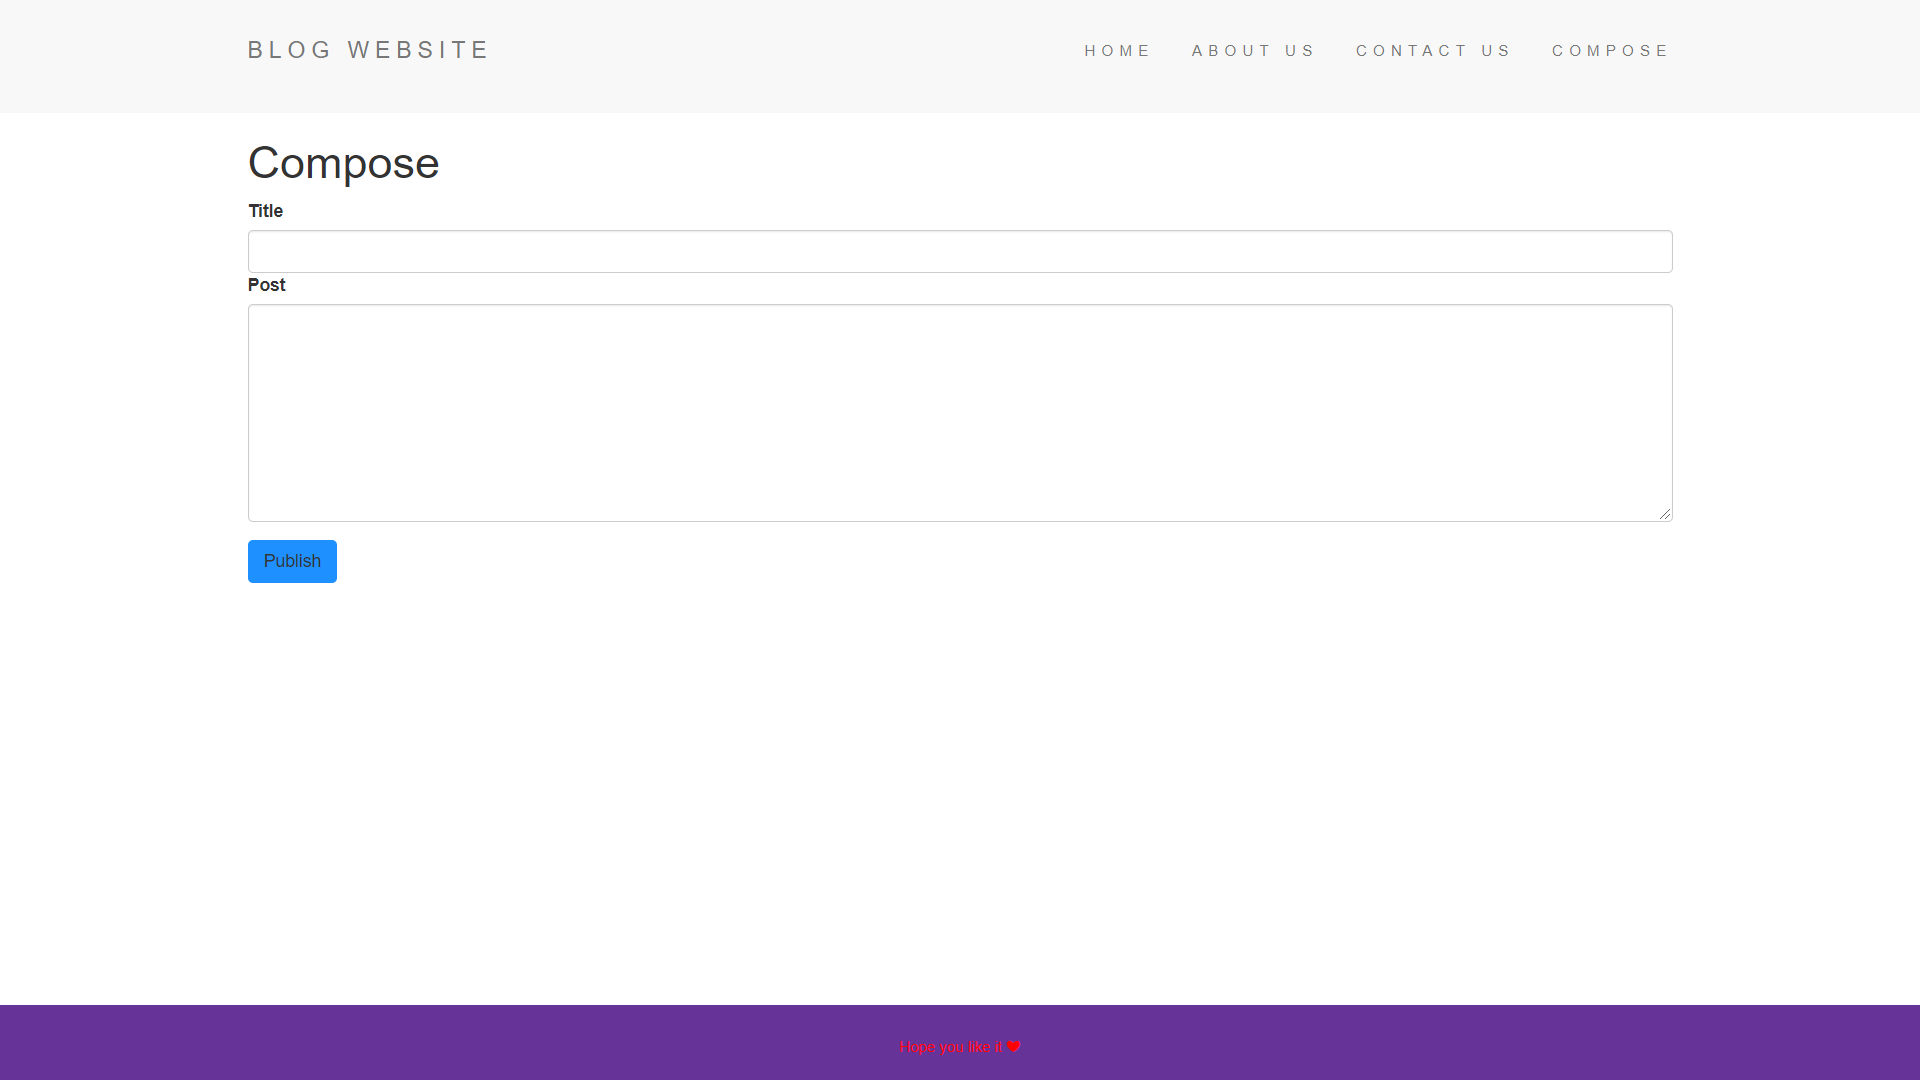 BLOG WEBSITE
HOME ABOUT US CONTACT US COMPOSE
Compose
Title
Post
Publish
Hope you like it ❤